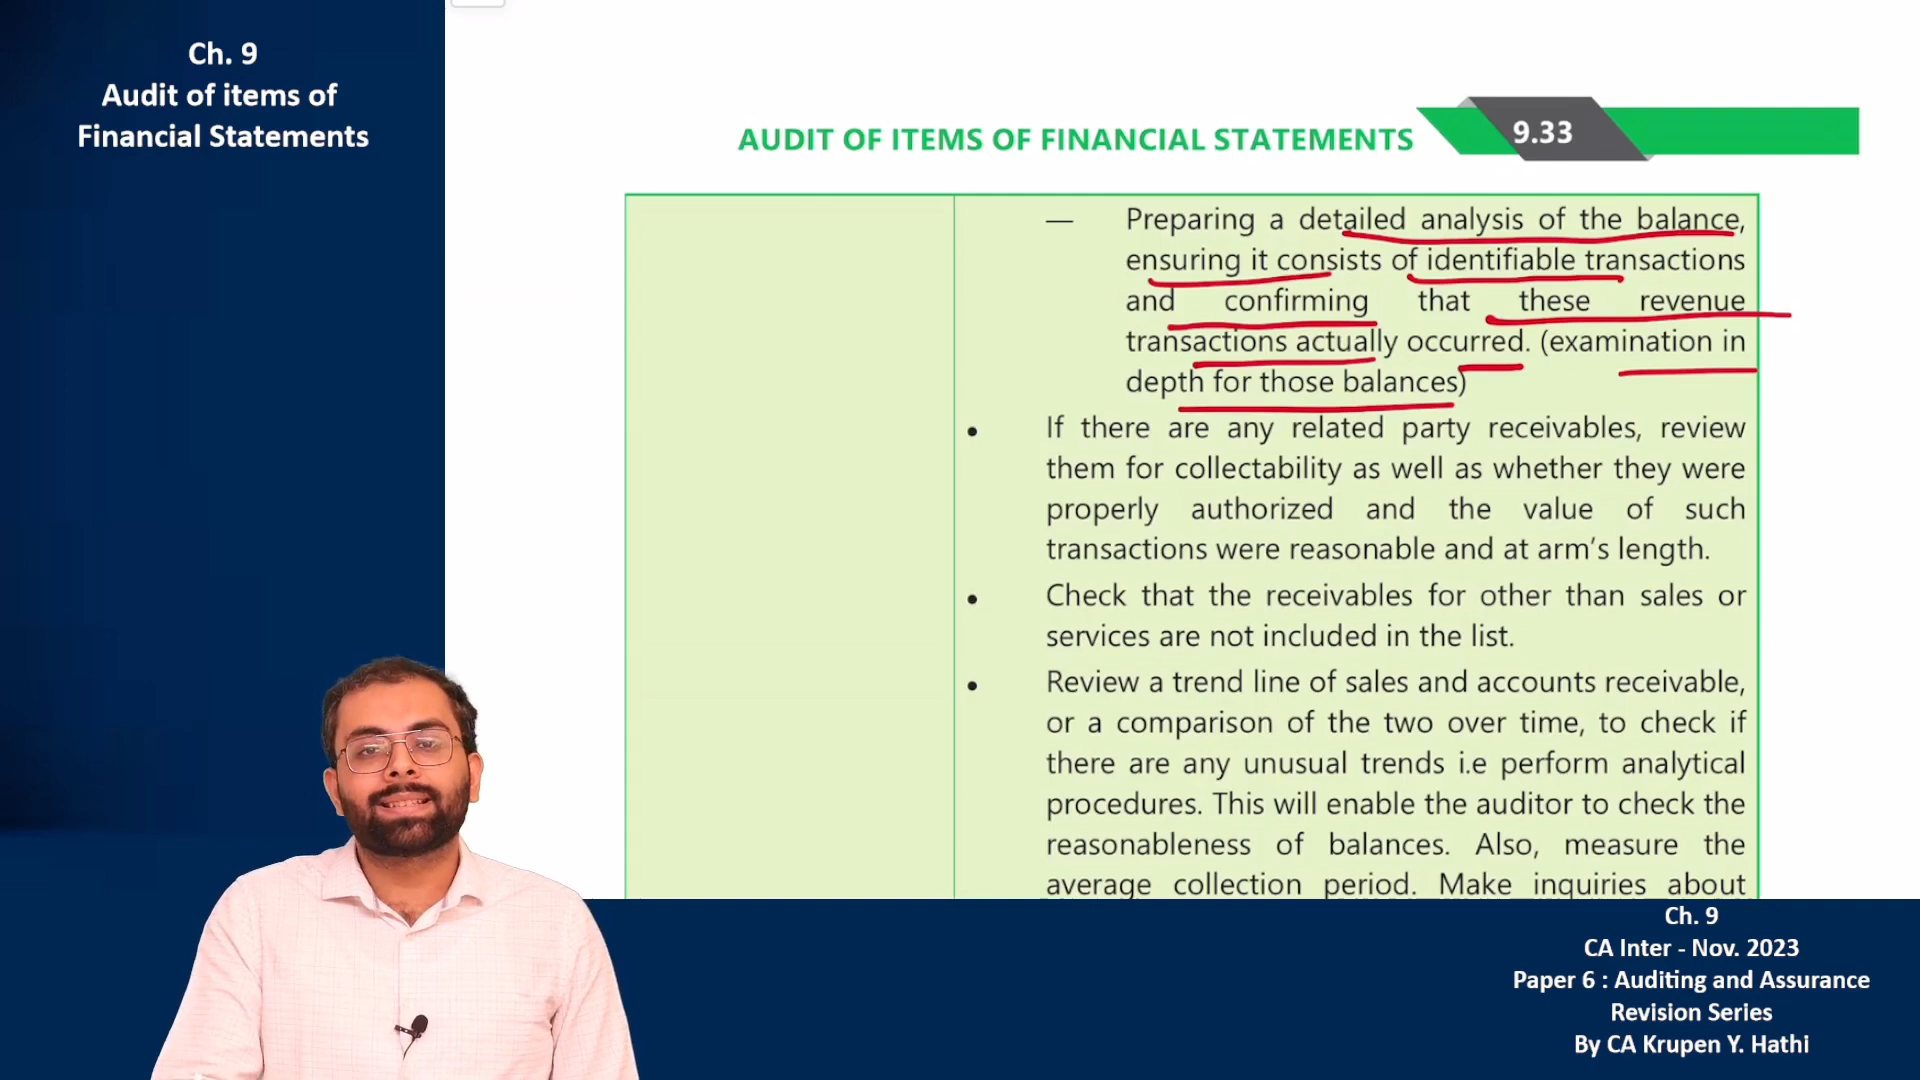 Ch. 9
Audit of items of
Financial Statements
AUDIT OF ITEMS OF FINANCIAL STATEMENTS
9.33
— Preparing a detailed analysis of the balance,
ensuring it consists of identifiable transactions
and confirming that these revenue
transactions actually occurred. (examination in
depth for those balances)
• If there are any related party receivables, review
them for collectability as well as whether they were
properly authorized and the value of such
transactions were reasonable and at arm’s length.
• Check that the receivables for other than sales or
services are not included in the list.
• Review a trend line of sales and accounts receivable,
or a comparison of the two over time, to check if
there are any unusual trends i.e perform analytical
procedures. This will enable the auditor to check the
reasonableness of balances. Also, measure the
average collection period. Make inquiries about
Ch. 9
CA Inter - Nov. 2023
Paper 6 : Auditing and Assurance
Revision Series
By CA Krupen Y. Hathi